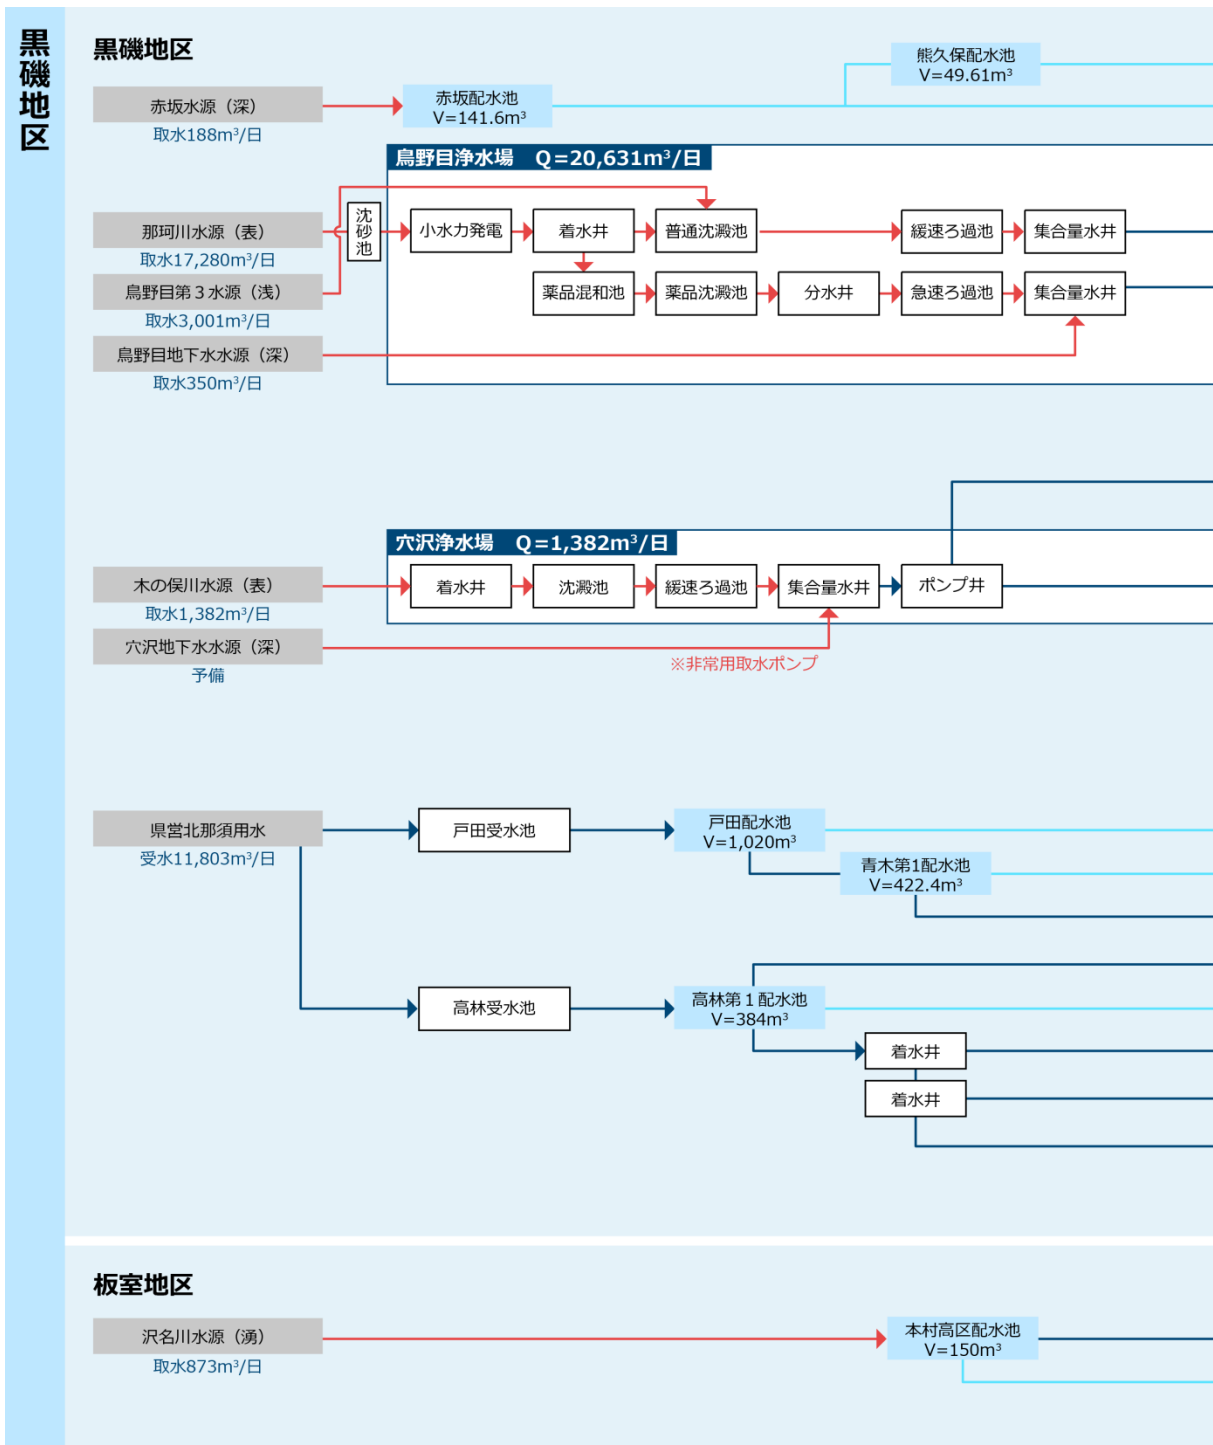 黒磯地区
黒磯地区
熊久保配水池
V=49.61m³
赤坂水源（深）
取水188m³/日
赤坂配水池
V=141.6m³
鳥野目浄水場 Q=20,631m³/日
那珂川水源（表）
取水17,280m³/日
沈砂池
小水力発電
着水井
普通沈澱池
緩速ろ過池
集合量水井
鳥野目第３水源（浅）
取水3,001m³/日
薬品混和池
薬品沈澱池
分水井
急速ろ過池
集合量水井
鳥野目地下水水源（深）
取水350m³/日
穴沢浄水場 Q=1,382m³/日
木の俣川水源（表）
取水1,382m³/日
着水井
沈澱池
緩速ろ過池
集合量水井
ポンプ井
穴沢地下水水源（深）
予備
※非常用取水ポンプ
県営北那須用水
受水11,803m³/日
戸田受水池
戸田配水池
V=1,020m³
青木第1配水池
V=422.4m³
高林受水池
高林第１配水池
V=384m³
着水井
着水井
板室地区
沢名川水源（湧）
取水873m³/日
本村高区配水池
V=150m³